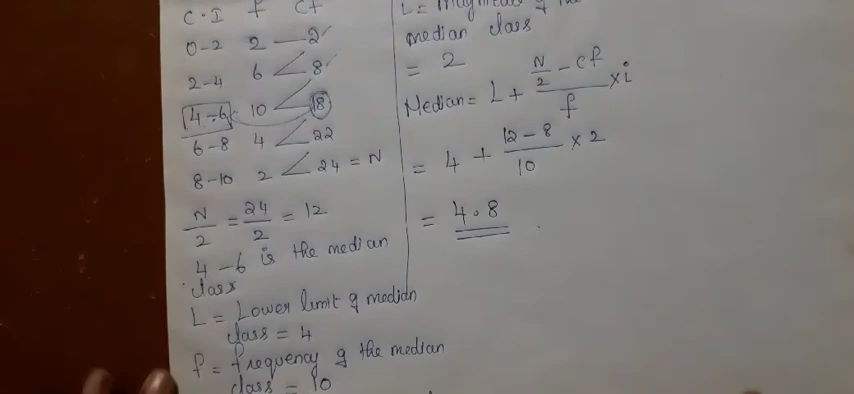 C.I f Cf
0-2 2 2
2-4 6 8
4-6 10 18
6-8 4 22
8-10 2 24 = N
N/2 = 24/2 = 12
4-6 is the median
class
L = Lower limit of median
class = 4
f = frequency of the median
class = 10
median class
= 2
Median = L + (N/2 - cf)/f × i
= 4 + (12-8)/10 × 2
= 4.8